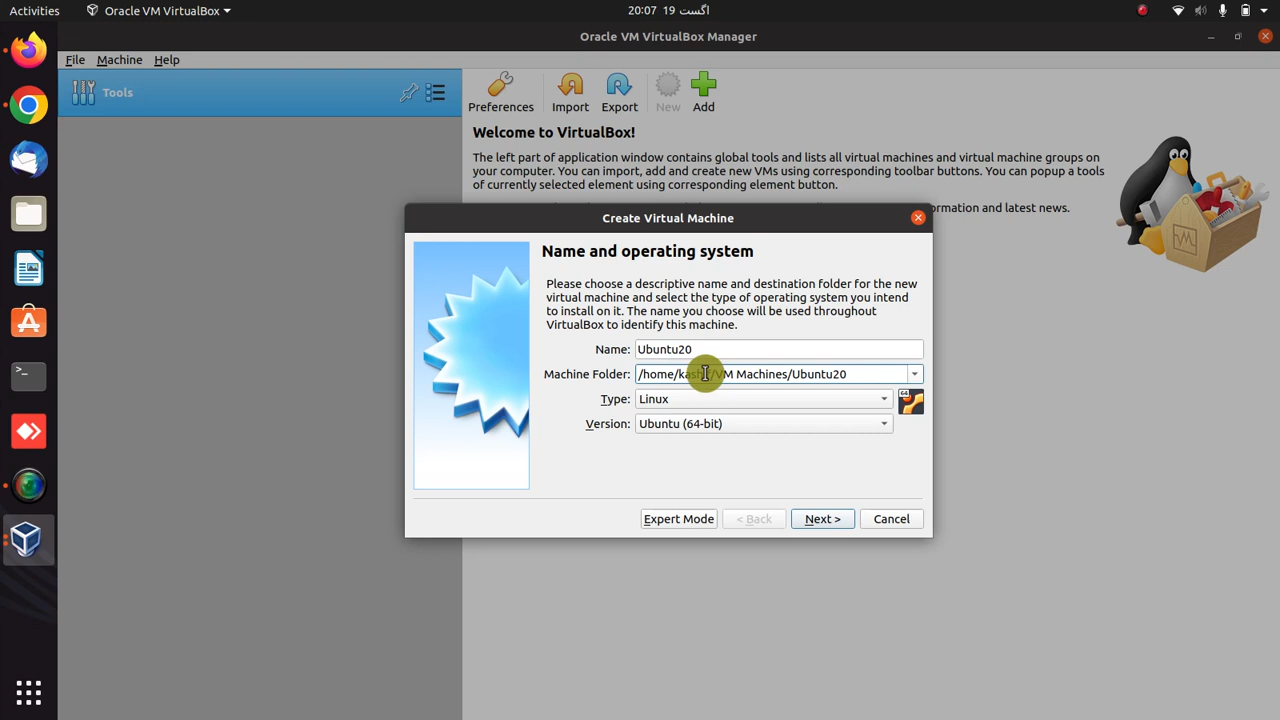 Activities Oracle VM VirtualBox 20:07 اگست 19
Oracle VM VirtualBox Manager
File Machine Help
Tools
Preferences Import Export New Add
Welcome to VirtualBox!
The left part of application window contains global tools and lists all virtual machines and virtual machine groups on
your computer. You can import, add and create new VMs using corresponding toolbar buttons. You can popup a tools
of currently selected element using corresponding element button.
and latest news.
Create Virtual Machine
Name and operating system
Please choose a descriptive name and destination folder for the new
virtual machine and select the type of operating system you intend
to install on it. The name you choose will be used throughout
VirtualBox to identify this machine.
Name: Ubuntu20
Machine Folder: Machines/Ubuntu20
Type: Linux
64
Version: Ubuntu (64-bit)
Expert Mode < Back Next > Cancel